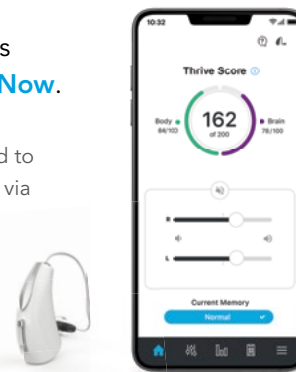 s
Now.
d to
via
10:32
Thrive Score
Body
84/100
162
of 200
Brain
78/100
R
L
Current Memory
Normal